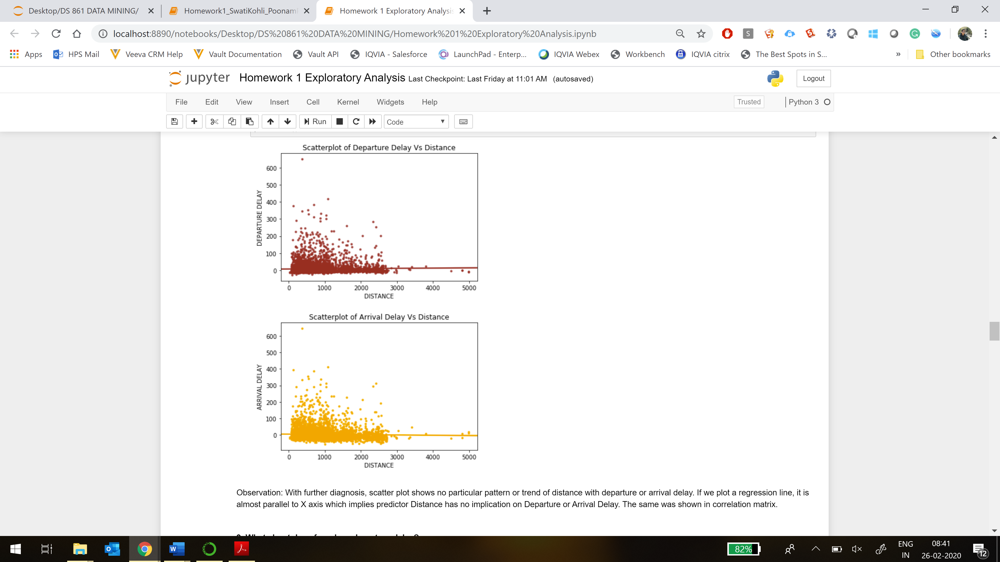 Desktop/DS 861 DATA MINING/
Homework1_SwatiKohli_Poonam
Homework 1 Exploratory Analysis
localhost:8890/notebooks/Desktop/DS%20861%20DATA%20MINING/Homework%201%20Exploratory%20Analysis.ipynb
Apps HPS Mail Veeva CRM Help Vault Documentation Vault API IQVIA - Salesforce LaunchPad - Enterp... IQVIA Webex Workbench IQVIA citrix The Best Spots in S... » Other bookmarks
jupyter Homework 1 Exploratory Analysis Last Checkpoint: Last Friday at 11:01 AM (autosaved)
Logout
File Edit View Insert Cell Kernel Widgets Help
Trusted
Python 3
Run
Code
Scatterplot of Departure Delay Vs Distance
DEPARTURE DELAY
600
500
400
300
200
100
0
0 1000 2000 3000 4000 5000
DISTANCE
Scatterplot of Arrival Delay Vs Distance
ARRIVAL DELAY
600
500
400
300
200
100
0
0 1000 2000 3000 4000 5000
DISTANCE
Observation: With further diagnosis, scatter plot shows no particular pattern or trend of distance with departure or arrival delay. If we plot a regression line, it is
almost parallel to X axis which implies predictor Distance has no implication on Departure or Arrival Delay. The same was shown in correlation matrix.
82%
ENG
IN
08:41
26-02-2020
12